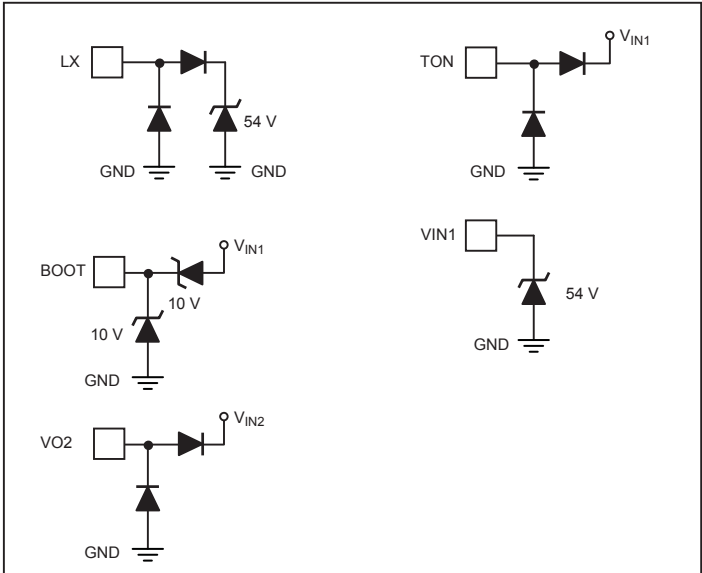 LX
54 V
GND
GND
TON
VIN1
GND
BOOT
VIN1
10 V
10 V
GND
VIN1
54 V
GND
VO2
VIN2
GND